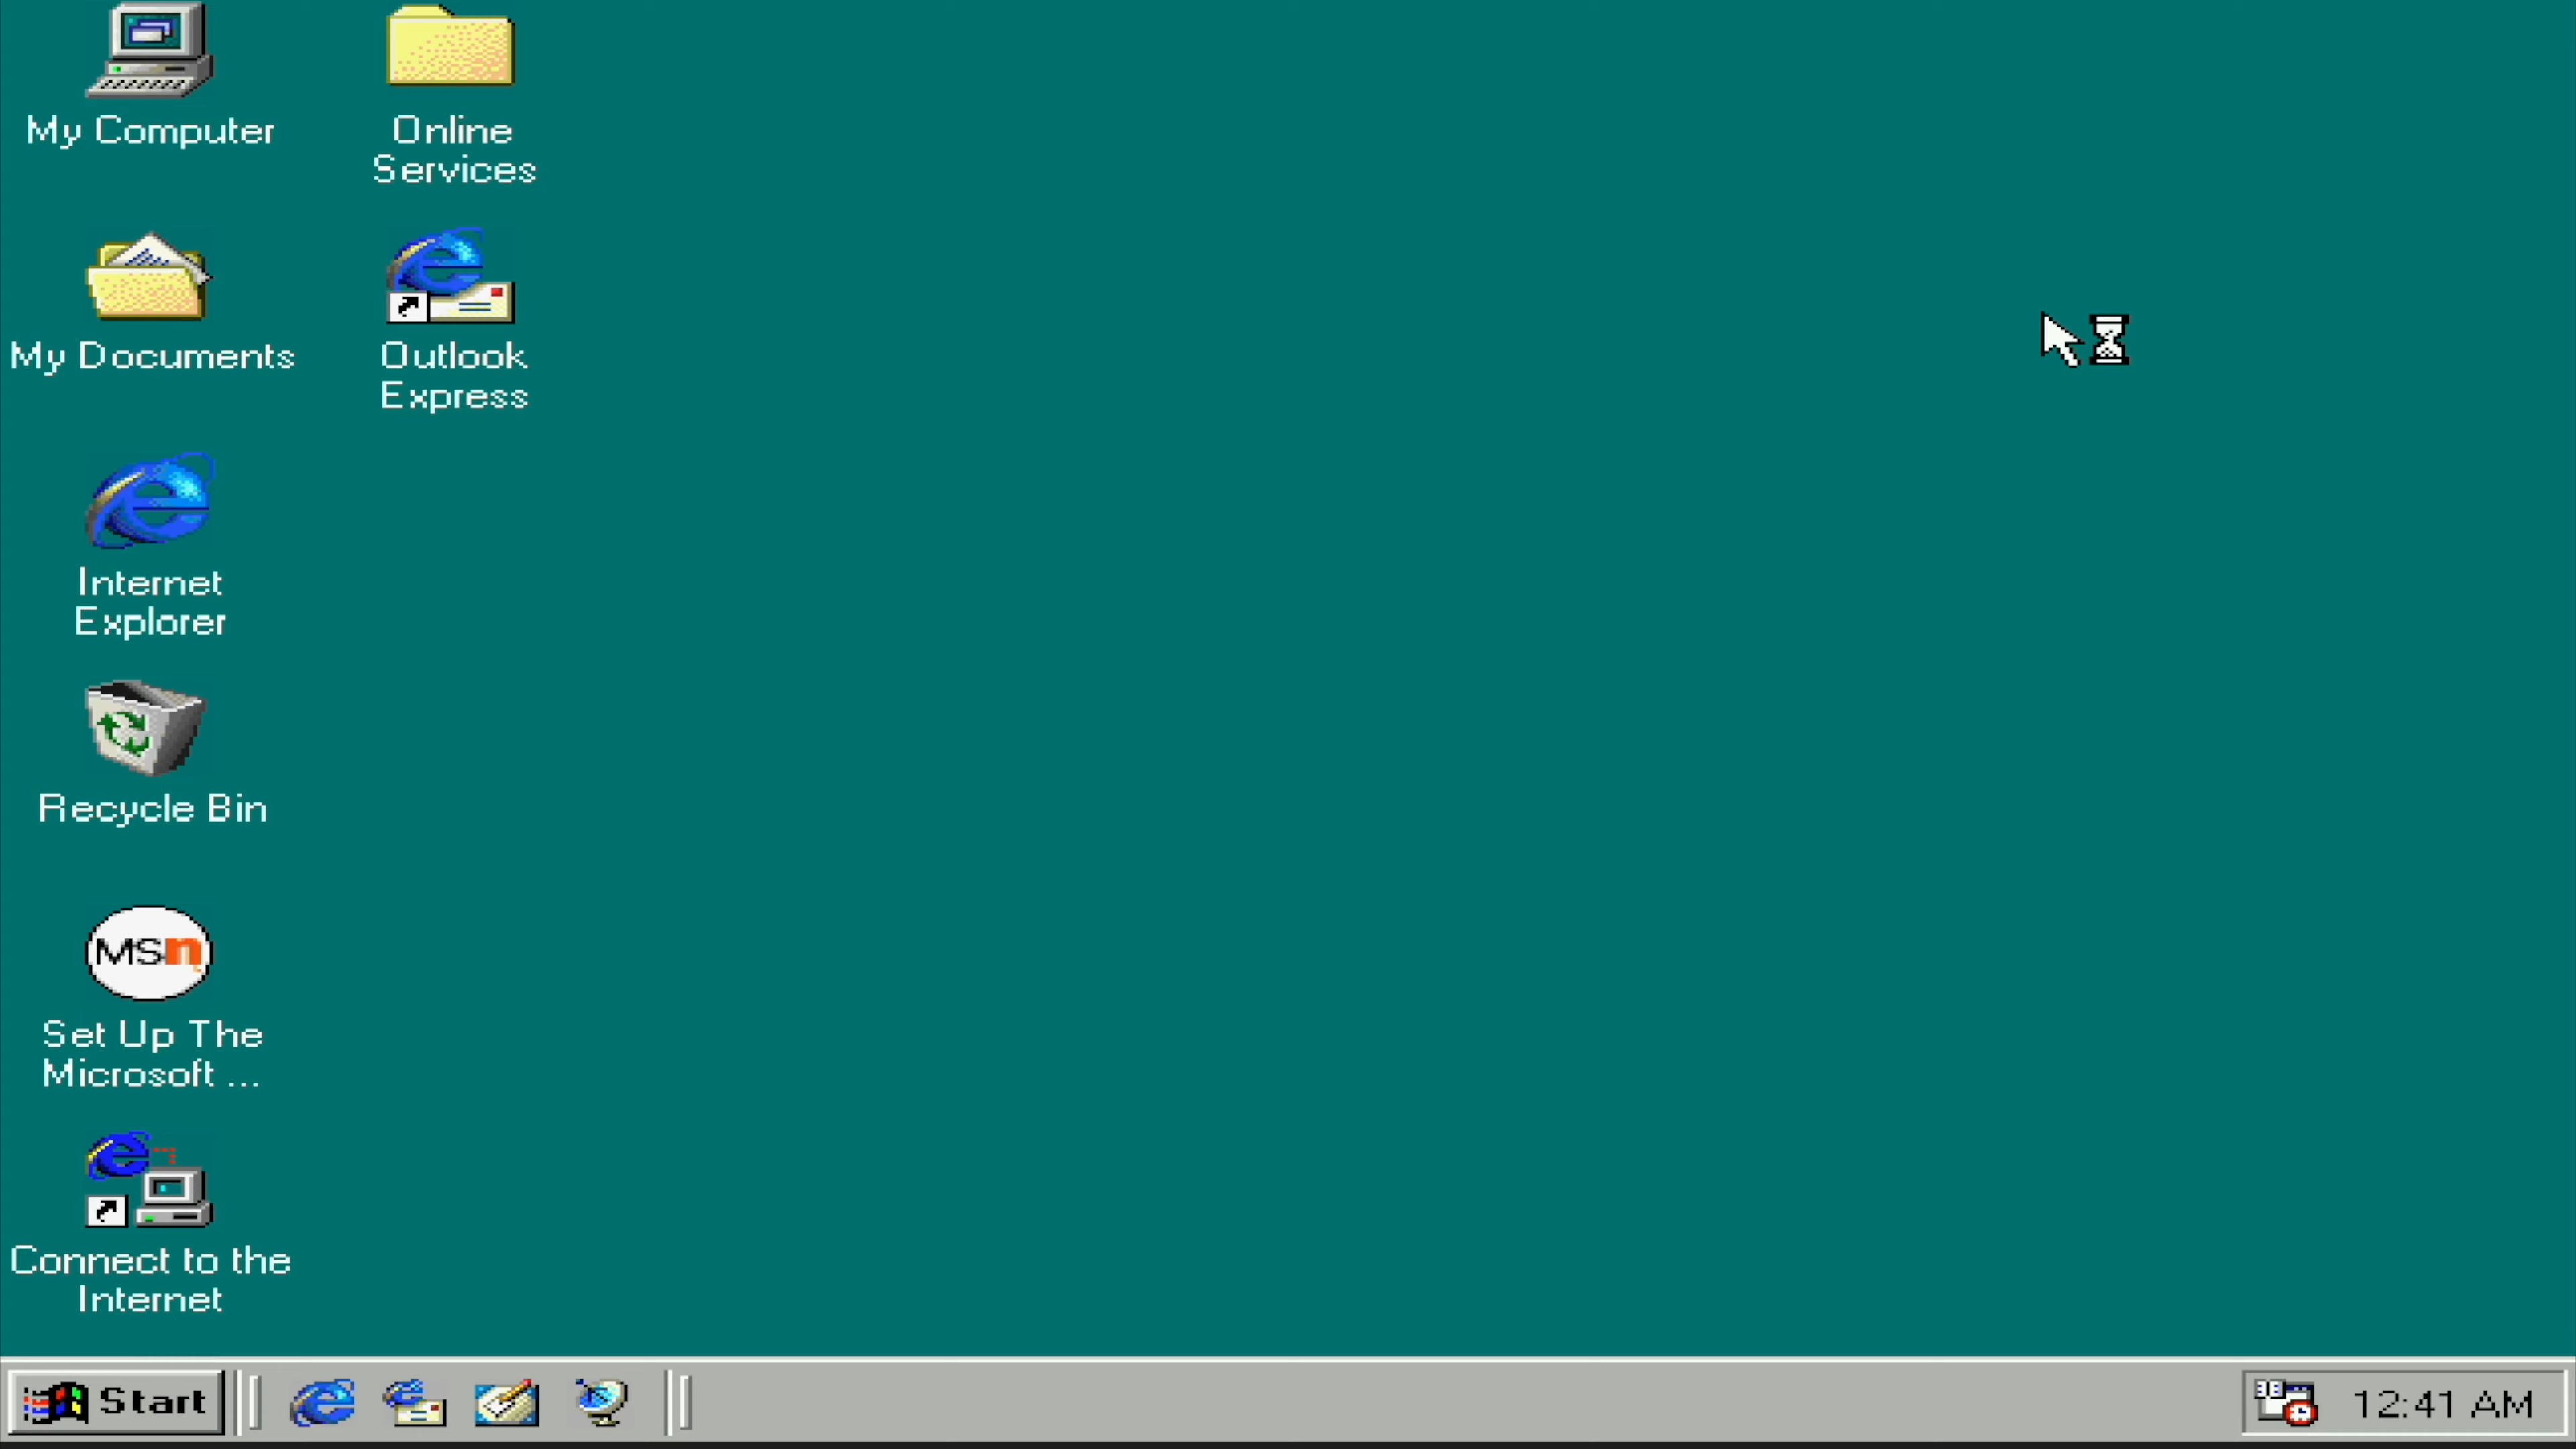 My Computer
Online
Services
My Documents
Outlook
Express
Internet
Explorer
Recycle Bin
msn
Set Up The
Microsoft ...
Connect to the
Internet
Start
12:41 AM